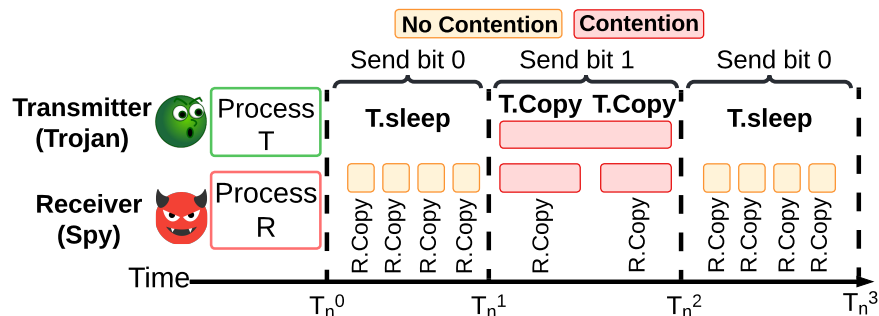 No Contention
Contention
Send bit 0
Send bit 1
Send bit 0
Transmitter
(Trojan)
Process
T
T.sleep
T.Copy
T.Copy
T.sleep
Receiver
(Spy)
Process
R
R.Copy
R.Copy
R.Copy
R.Copy
R.Copy
R.Copy
R.Copy
R.Copy
R.Copy
R.Copy
Time
Tn0
Tn1
Tn2
Tn3